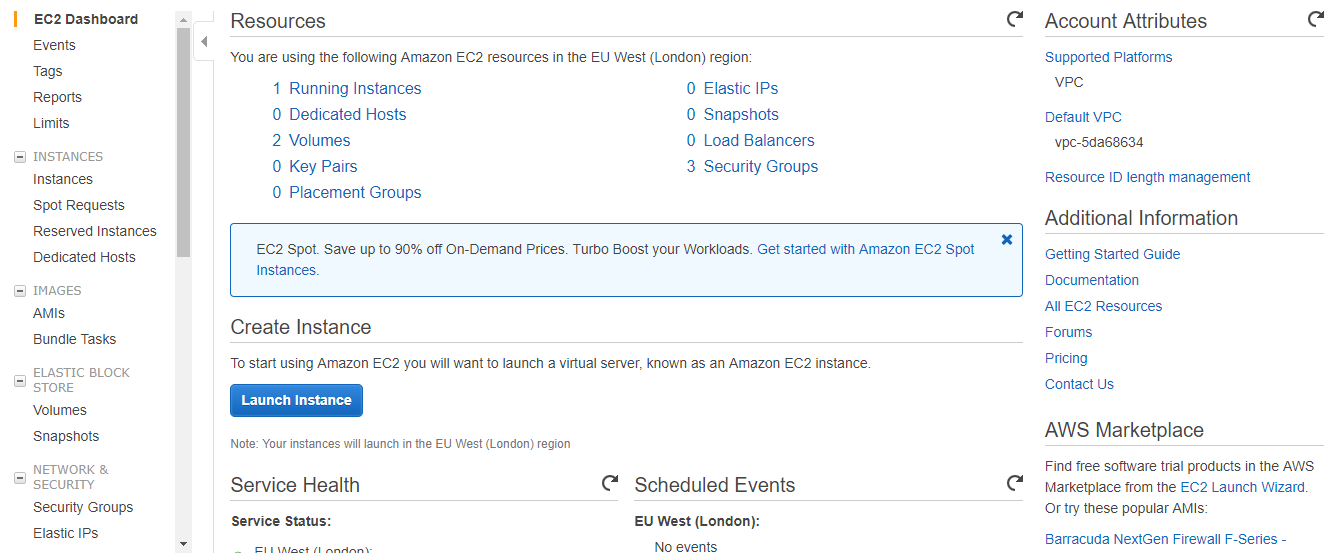 EC2 Dashboard
Events
Tags
Reports
Limits
INSTANCES
Instances
Spot Requests
Reserved Instances
Dedicated Hosts
IMAGES
AMIs
Bundle Tasks
ELASTIC BLOCK
STORE
Volumes
Snapshots
NETWORK &
SECURITY
Security Groups
Elastic IPs
Resources
You are using the following Amazon EC2 resources in the EU West (London) region:
1 Running Instances
0 Dedicated Hosts
2 Volumes
0 Key Pairs
0 Placement Groups
0 Elastic IPs
0 Snapshots
0 Load Balancers
3 Security Groups
EC2 Spot. Save up to 90% off On-Demand Prices. Turbo Boost your Workloads. Get started with Amazon EC2 Spot
Instances.
Create Instance
To start using Amazon EC2 you will want to launch a virtual server, known as an Amazon EC2 instance.
Launch Instance
Note: Your instances will launch in the EU West (London) region
Service Health
Service Status:
EU West (London):
Scheduled Events
EU West (London):
No events
Account Attributes
Supported Platforms
VPC
Default VPC
vpc-5da68634
Resource ID length management
Additional Information
Getting Started Guide
Documentation
All EC2 Resources
Forums
Pricing
Contact Us
AWS Marketplace
Find free software trial products in the AWS
Marketplace from the EC2 Launch Wizard.
Or try these popular AMIs:
Barracuda NextGen Firewall F-Series -